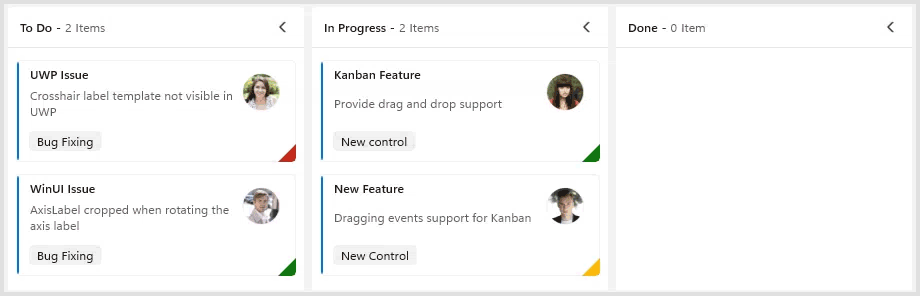 To Do - 2 Items
UWP Issue
Crosshair label template not visible in
UWP
Bug Fixing
WinUI Issue
AxisLabel cropped when rotating the
axis label
Bug Fixing
In Progress - 2 Items
Kanban Feature
Provide drag and drop support
New control
New Feature
Dragging events support for Kanban
New Control
Done - 0 Item